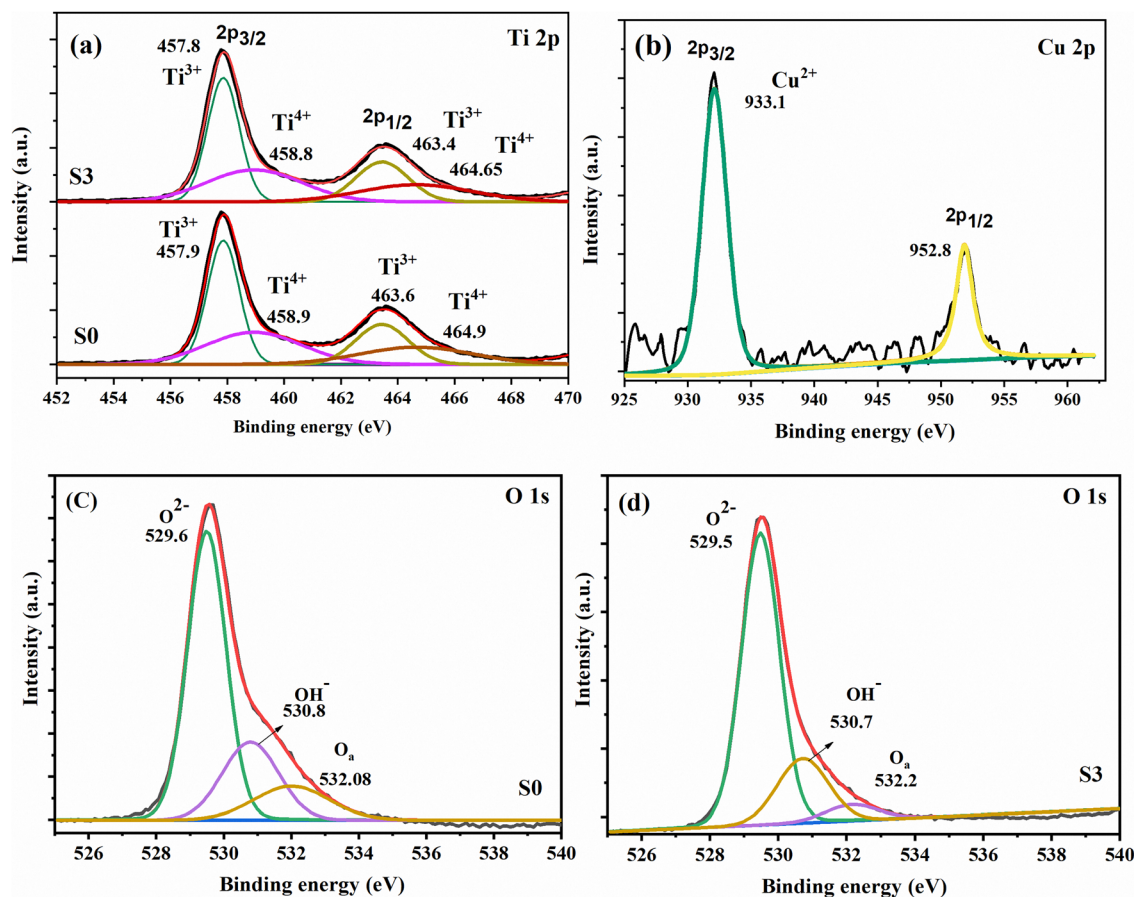 (a)
457.8
2p3/2
Ti 2p
Ti3+
Ti4+
458.8
2p1/2
Ti3+
463.4
Ti4+
464.65
S3
Ti3+
457.9
Ti4+
458.9
Ti3+
463.6
Ti4+
464.9
S0
Intensity (a.u.)
452 454 456 458 460 462 464 466 468 470
Binding energy (eV)
(b)
2p3/2
Cu 2p
Cu2+
933.1
2p1/2
952.8
Intensity (a.u.)
925 930 935 940 945 950 955 960
Binding energy (eV)
(C)
O 1s
O2-
529.6
OH-
530.8
Oa
532.08
S0
Intensity (a.u.)
526 528 530 532 534 536 538 540
Binding energy (eV)
(d)
O 1s
O2-
529.5
OH-
530.7
Oa
532.2
S3
Intensity (a.u.)
526 528 530 532 534 536 538 540
Binding energy (eV)